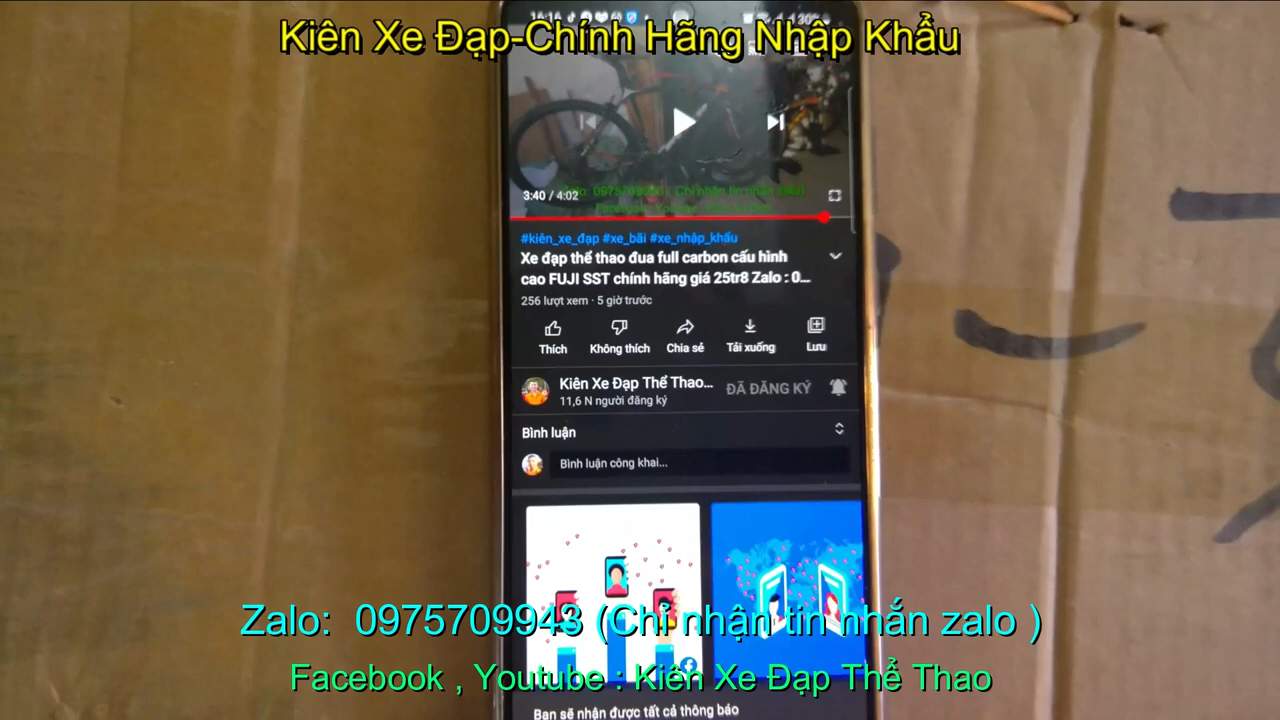 Kiên Xe Đạp-Chính Hãng Nhập Khẩu
3:40 / 4:02
#kiên_xe_đạp #xe_bãi #xe_nhập_khẩu
Xe đạp thể thao đua full carbon cấu hình
cao FUJI SST chính hãng giá 25tr8 Zalo : 0...
256 lượt xem · 5 giờ trước
Thích Không thích Chia sẻ Tải xuống Lưu
Kiên Xe Đạp Thể Thao... ĐÃ ĐĂNG KÝ
11,6 N người đăng ký
Bình luận
Bình luận công khai...
Zalo: 0975709943 (Chỉ nhận tin nhắn zalo )
Facebook , Youtube : Kiên Xe Đạp Thể Thao
Bạn sẽ nhận được tất cả thông báo